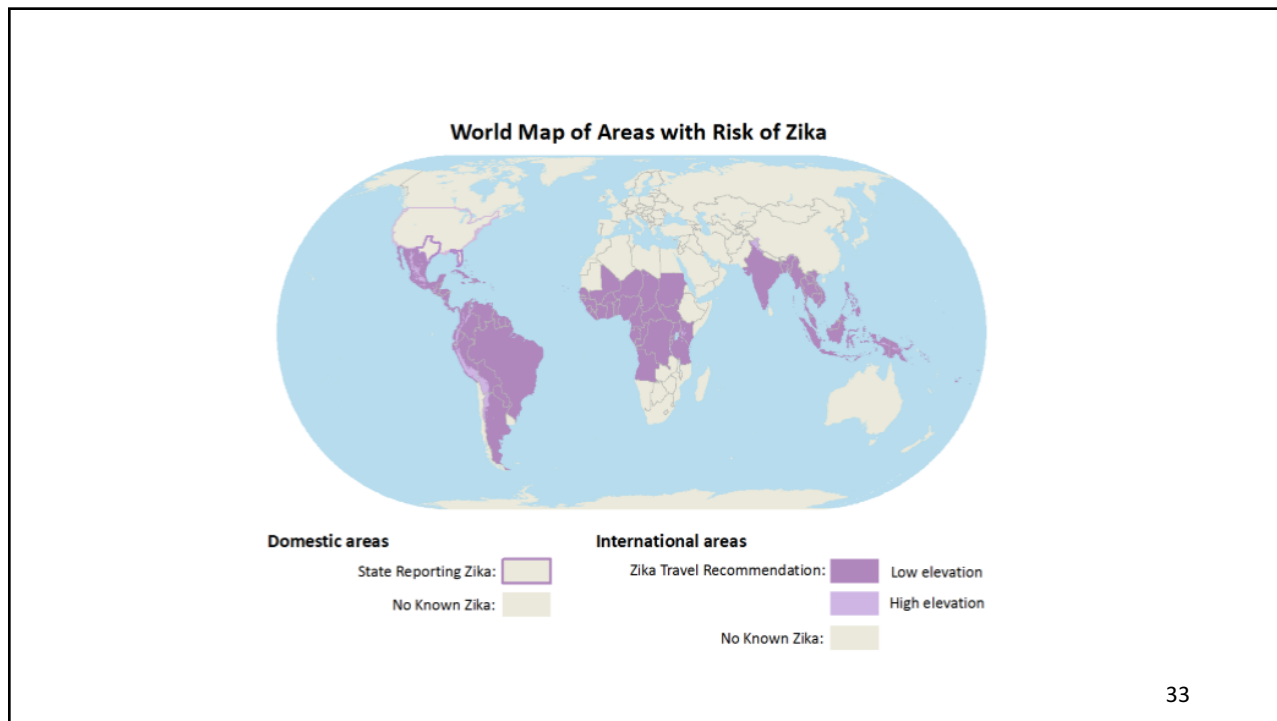 World Map of Areas with Risk of Zika
Domestic areas
State Reporting Zika:
No Known Zika:
International areas
Zika Travel Recommendation:
Low elevation
High elevation
No Known Zika:
33